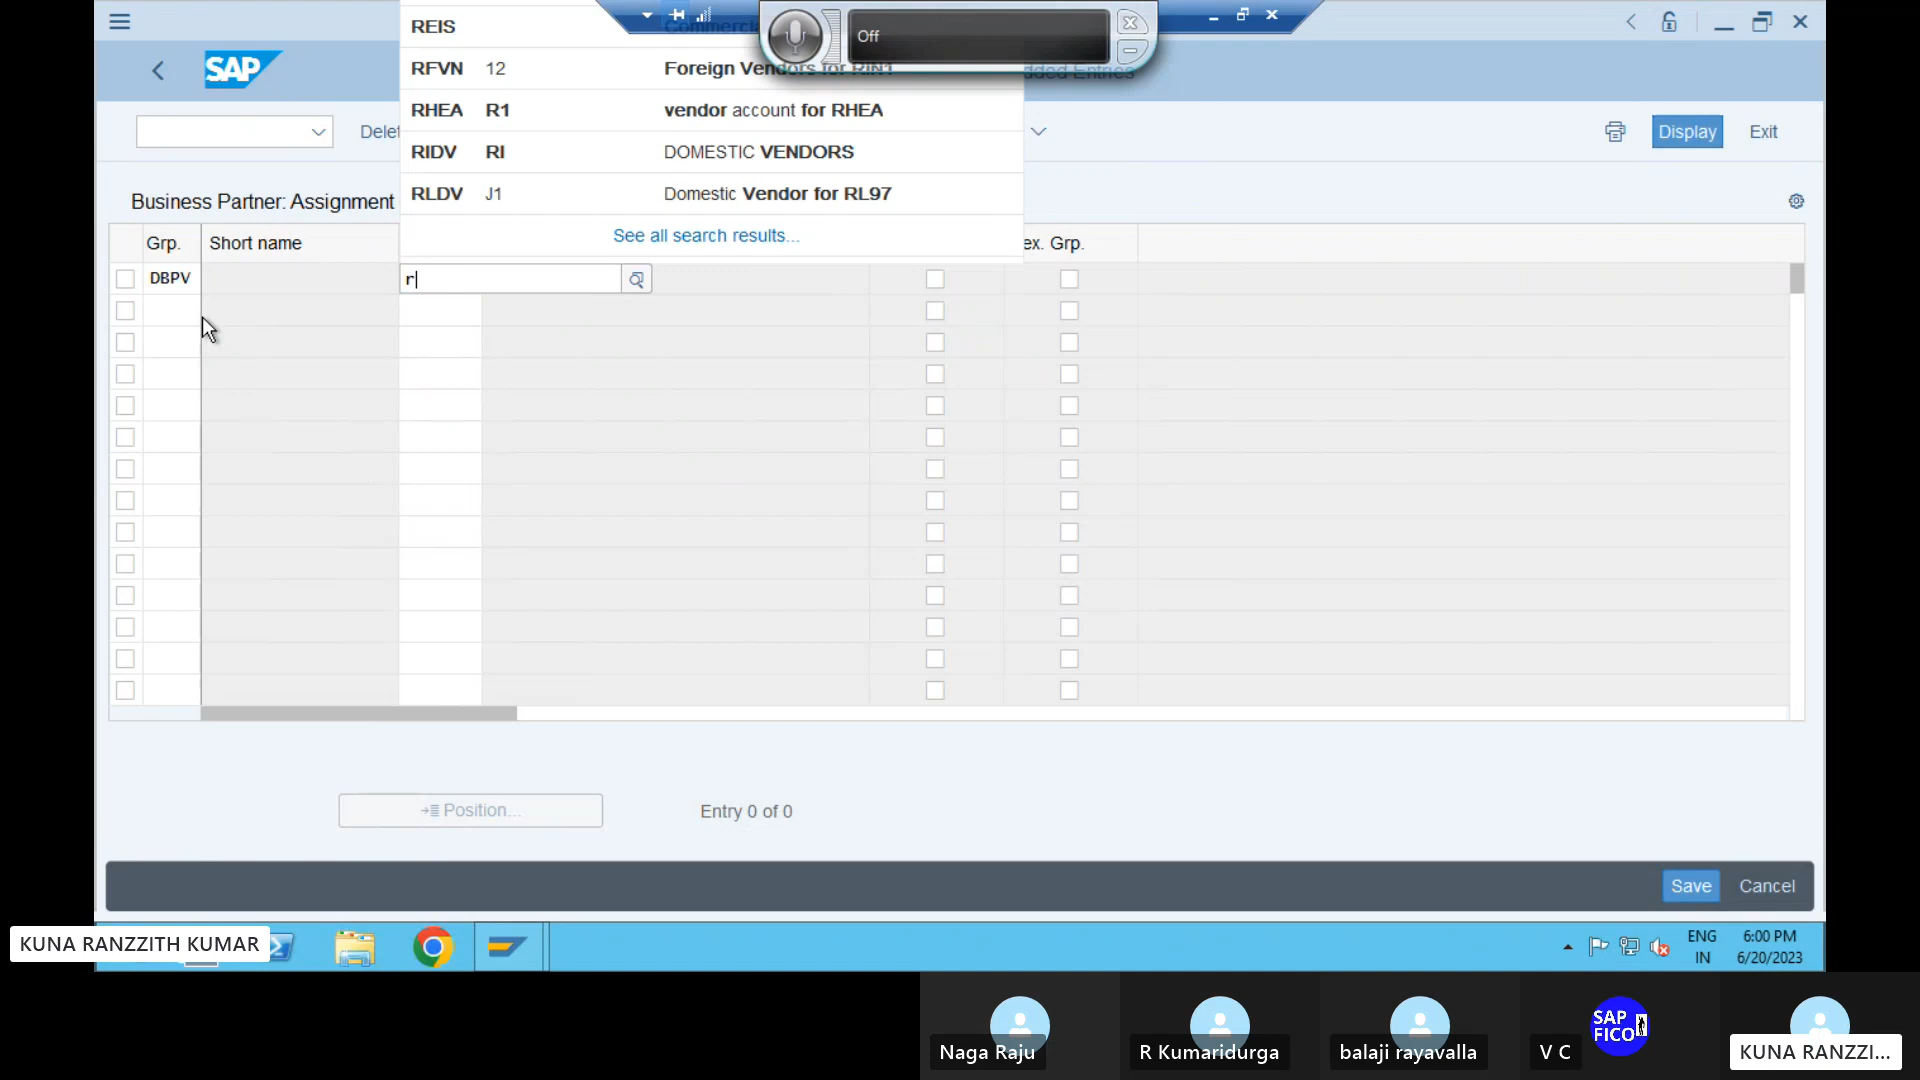 REIS
Off
SAP
RFVN 12 Foreign Vendors for RIN1
RHEA R1 vendor account for RHEA
RIDV RI DOMESTIC VENDORS
RLDV J1 Domestic Vendor for RL97
See all search results...
Delet
Display
Exit
Business Partner: Assignment
Grp. Short name
ex. Grp.
DBPV
r
Position...
Entry 0 of 0
Save
Cancel
KUNA RANZZITH KUMAR
ENG
IN
6:00 PM
6/20/2023
Naga Raju
R Kumaridurga
balaji rayavalla
V C
SAP
FICO
KUNA RANZZI...